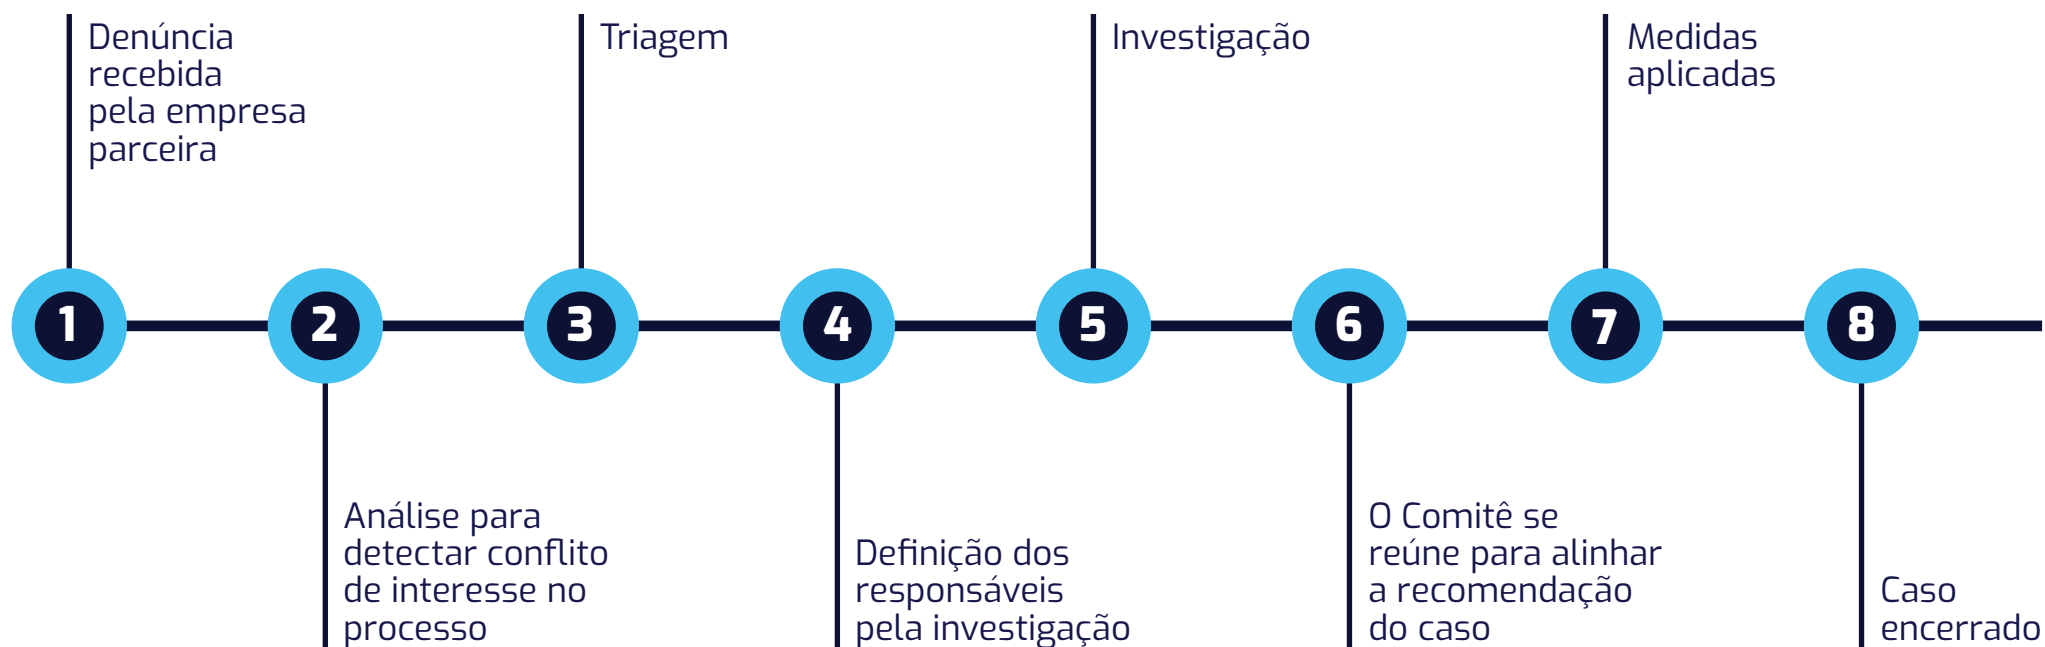 1
Denúncia
recebida
pela empresa
parceira
2
Análise para
detectar conflito
de interesse no
processo
3
Triagem
4
Definição dos
responsáveis
pela investigação
5
Investigação
6
O Comitê se
reúne para alinhar
a recomendação
do caso
7
Medidas
aplicadas
8
Caso
encerrado